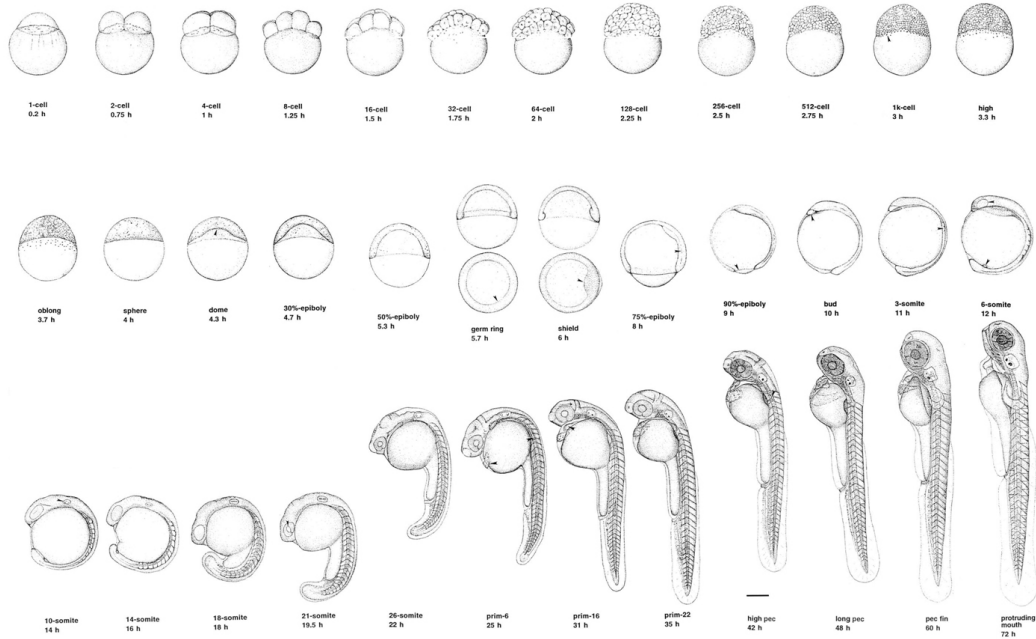 1-cell
0.2 h
2-cell
0.75 h
4-cell
1 h
8-cell
1.25 h
16-cell
1.5 h
32-cell
1.75 h
64-cell
2 h
128-cell
2.25 h
256-cell
2.5 h
512-cell
2.75 h
1k-cell
3 h
high
3.3 h
oblong
3.7 h
sphere
4 h
dome
4.3 h
30%-epiboly
4.7 h
50%-epiboly
5.3 h
germ ring
5.7 h
shield
6 h
75%-epiboly
8 h
90%-epiboly
9 h
bud
10 h
3-somite
11 h
6-somite
12 h
10-somite
14 h
14-somite
16 h
18-somite
18 h
21-somite
19.5 h
26-somite
22 h
prim-6
25 h
prim-16
31 h
prim-22
35 h
high pec
42 h
long pec
48 h
pec fin
60 h
protruding
mouth
72 h